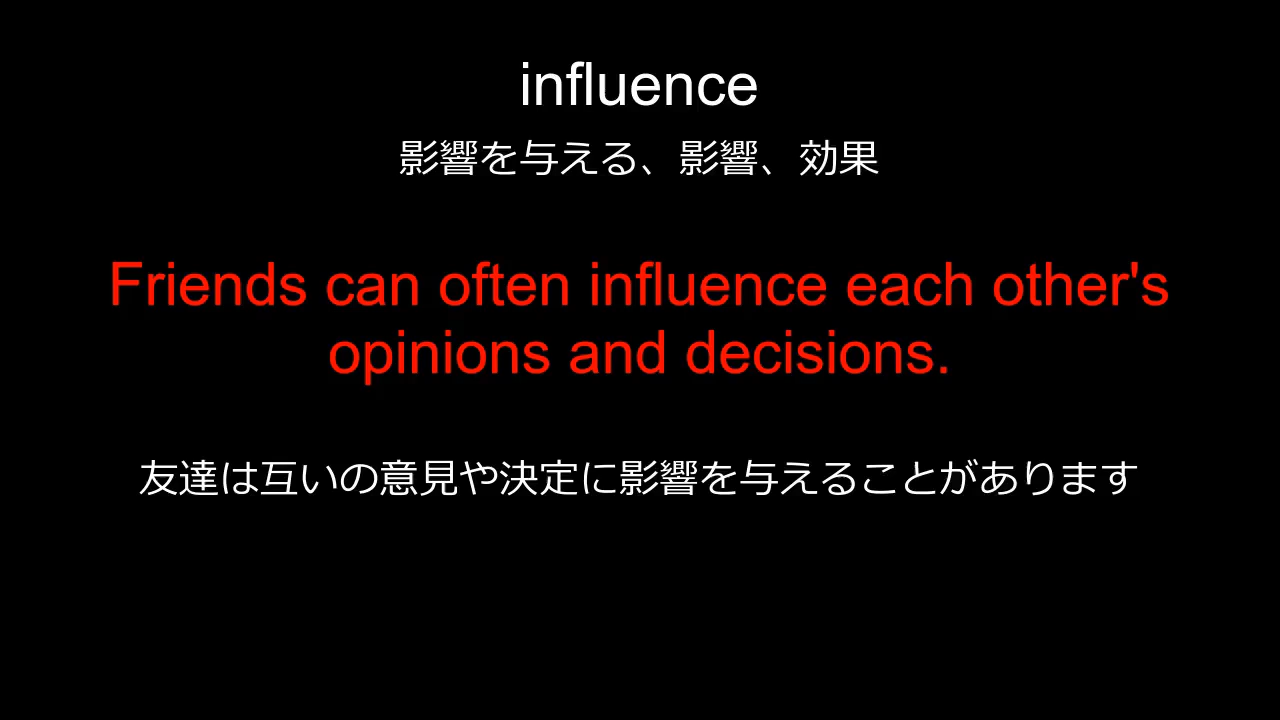 influence
影響を与える、影響、効果
Friends can often influence each other's
opinions and decisions.
友達は互いの意見や決定に影響を与えることがあります